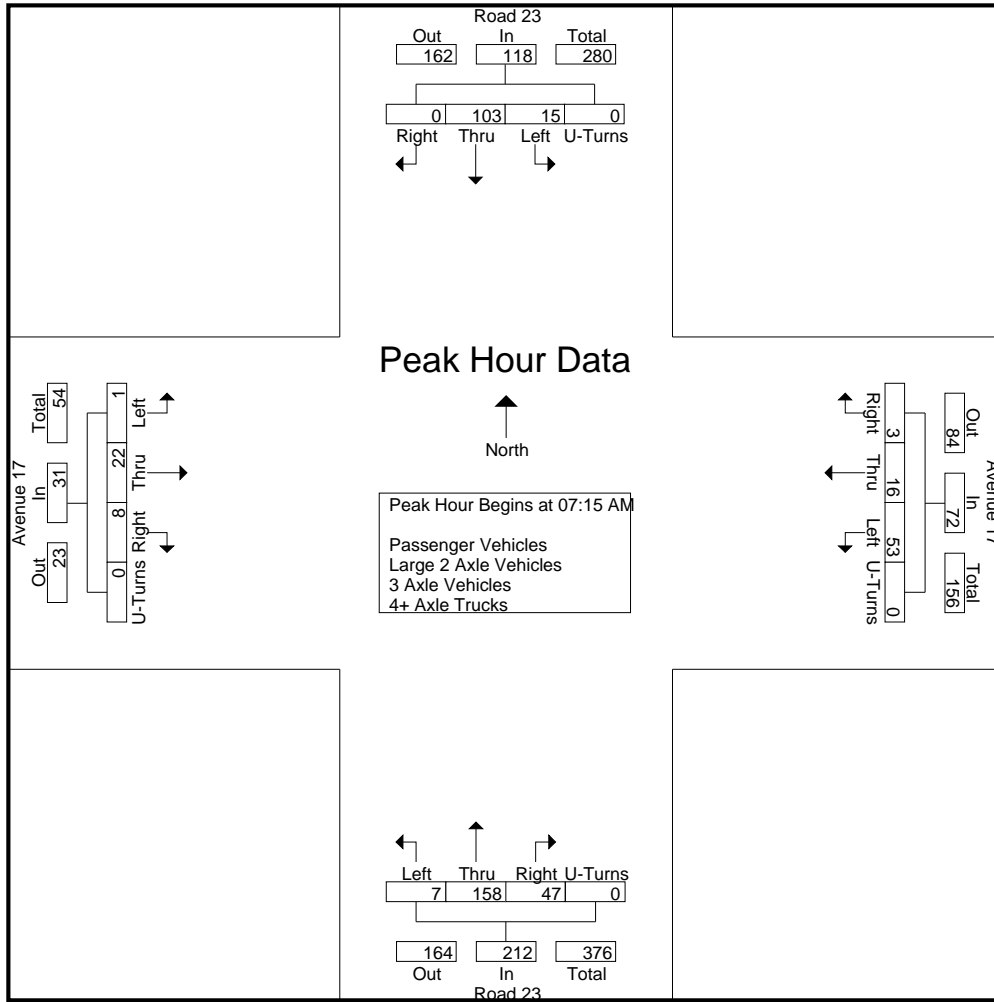 Road 23
Out In Total
162 118 280
0 103 15 0
Right Thru Left U-Turns
Peak Hour Data
North
Peak Hour Begins at 07:15 AM
Passenger Vehicles
Large 2 Axle Vehicles
3 Axle Vehicles
4+ Axle Trucks
Avenue 17
Out In Total
23 31 54
1 22 8 0
Left Thru Right U-Turns
Avenue 17
Out In Total
84 72 156
3 16 53 0
Right Thru Left U-Turns
Left Thru Right U-Turns
7 158 47 0
164 212 376
Out In Total
Road 23